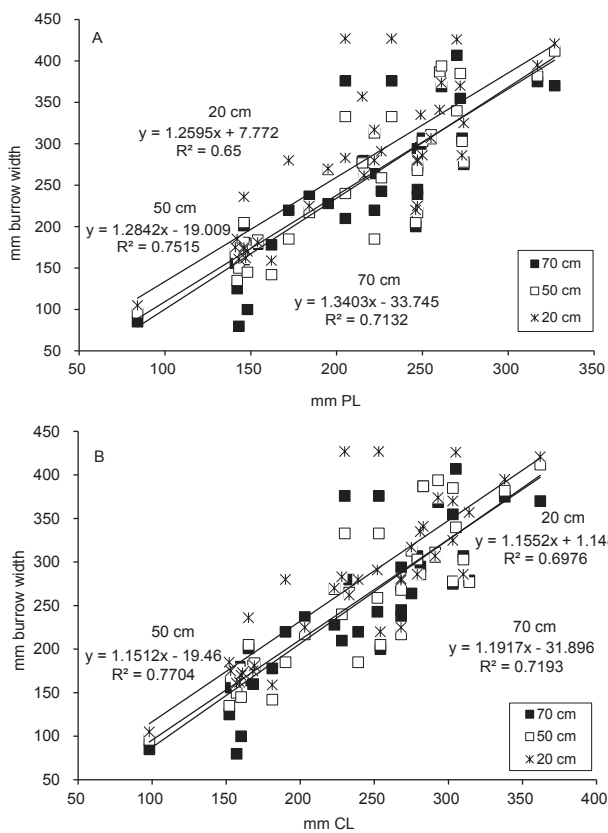 A
450
400
350
300
250
200
150
100
50
mm burrow width
20 cm
y = 1.2595x + 7.772
R² = 0.65
50 cm
y = 1.2842x - 19.009
R² = 0.7515
70 cm
y = 1.3403x - 33.745
R² = 0.7132
70 cm
50 cm
20 cm
50 100 150 200 250 300 350
mm PL
B
450
400
350
300
250
200
150
100
50
mm burrow width
20 cm
y = 1.1552x + 1.14
R² = 0.6976
50 cm
y = 1.1512x - 19.46
R² = 0.7704
70 cm
y = 1.1917x - 31.896
R² = 0.7193
70 cm
50 cm
20 cm
50 100 150 200 250 300 350 400
mm CL